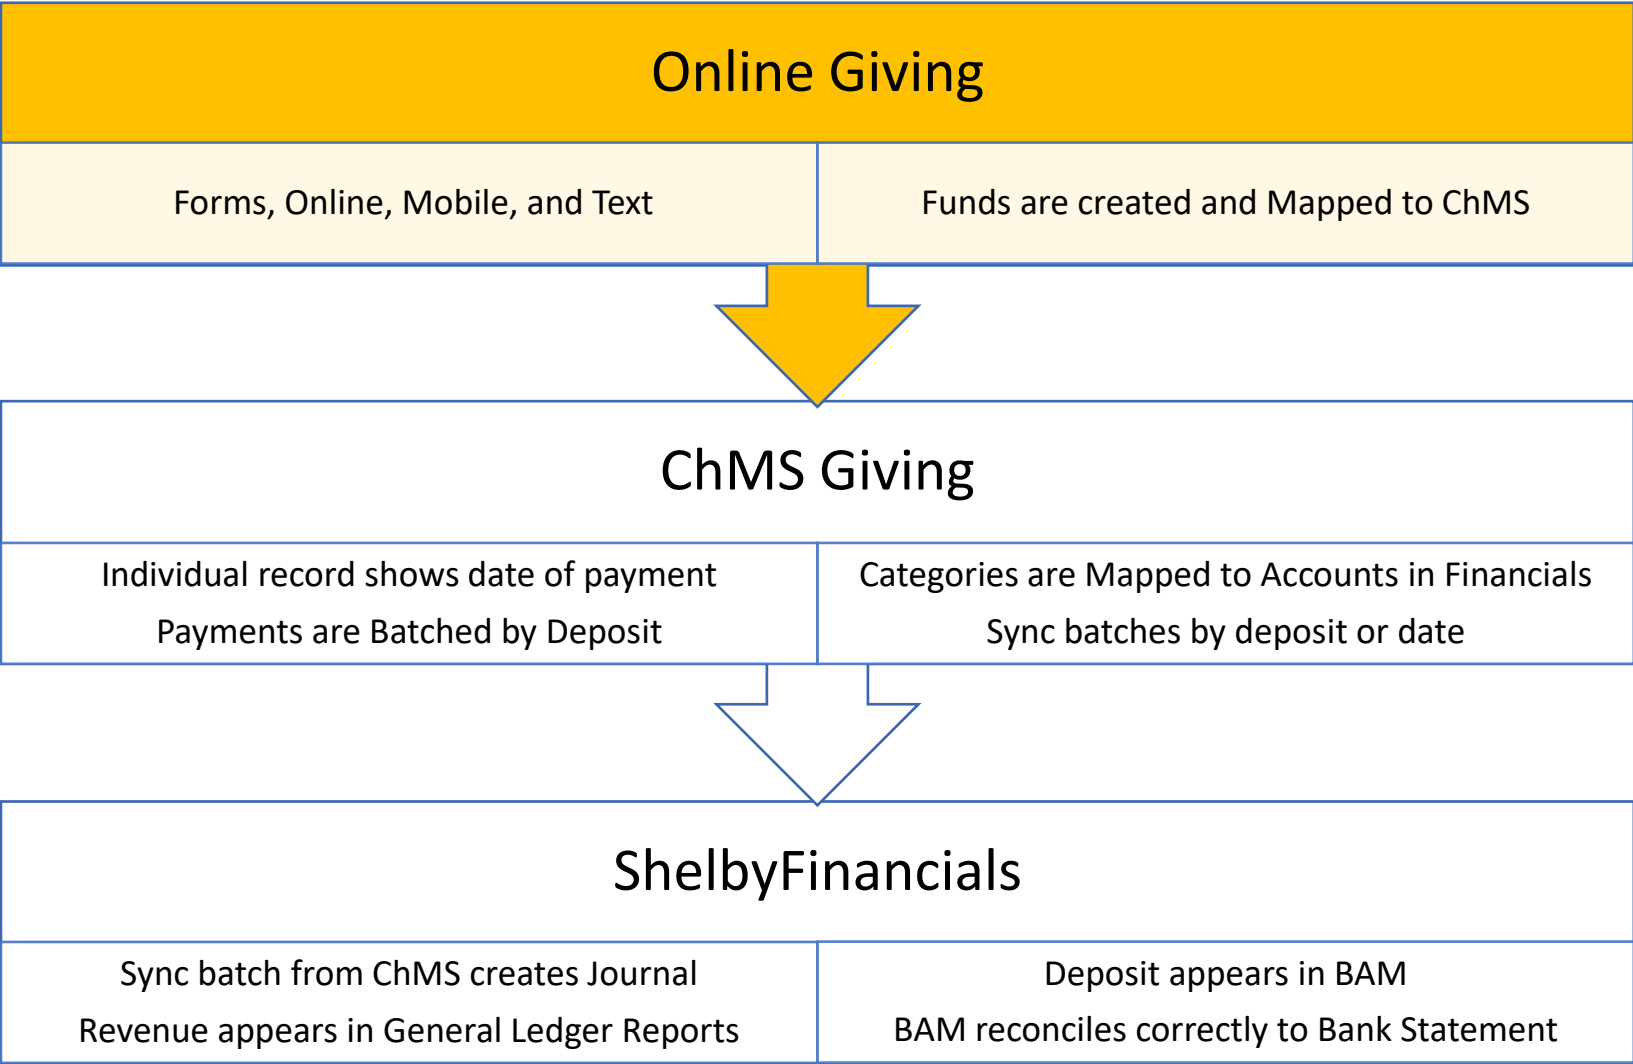 Online Giving
Forms, Online, Mobile, and Text
Funds are created and Mapped to ChMS
ChMS Giving
Individual record shows date of payment
Payments are Batched by Deposit
Categories are Mapped to Accounts in Financials
Sync batches by deposit or date
ShelbyFinancials
Sync batch from ChMS creates Journal
Revenue appears in General Ledger Reports
Deposit appears in BAM
BAM reconciles correctly to Bank Statement